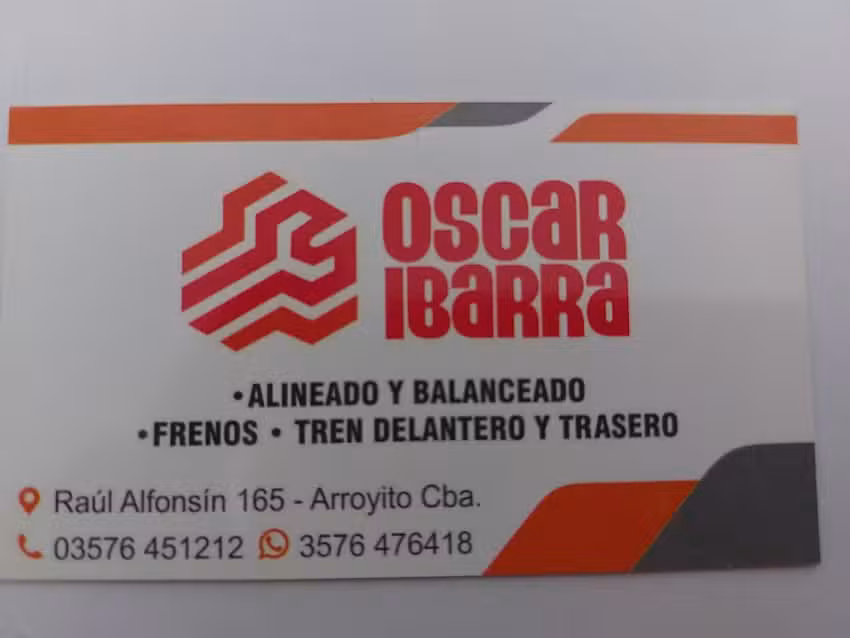 OSCAR
IBARRA
•ALINEADO Y BALANCEADO
•FRENOS • TREN DELANTERO Y TRASERO
Raúl Alfonsín 165 - Arroyito Cba.
03576 451212 3576 476418